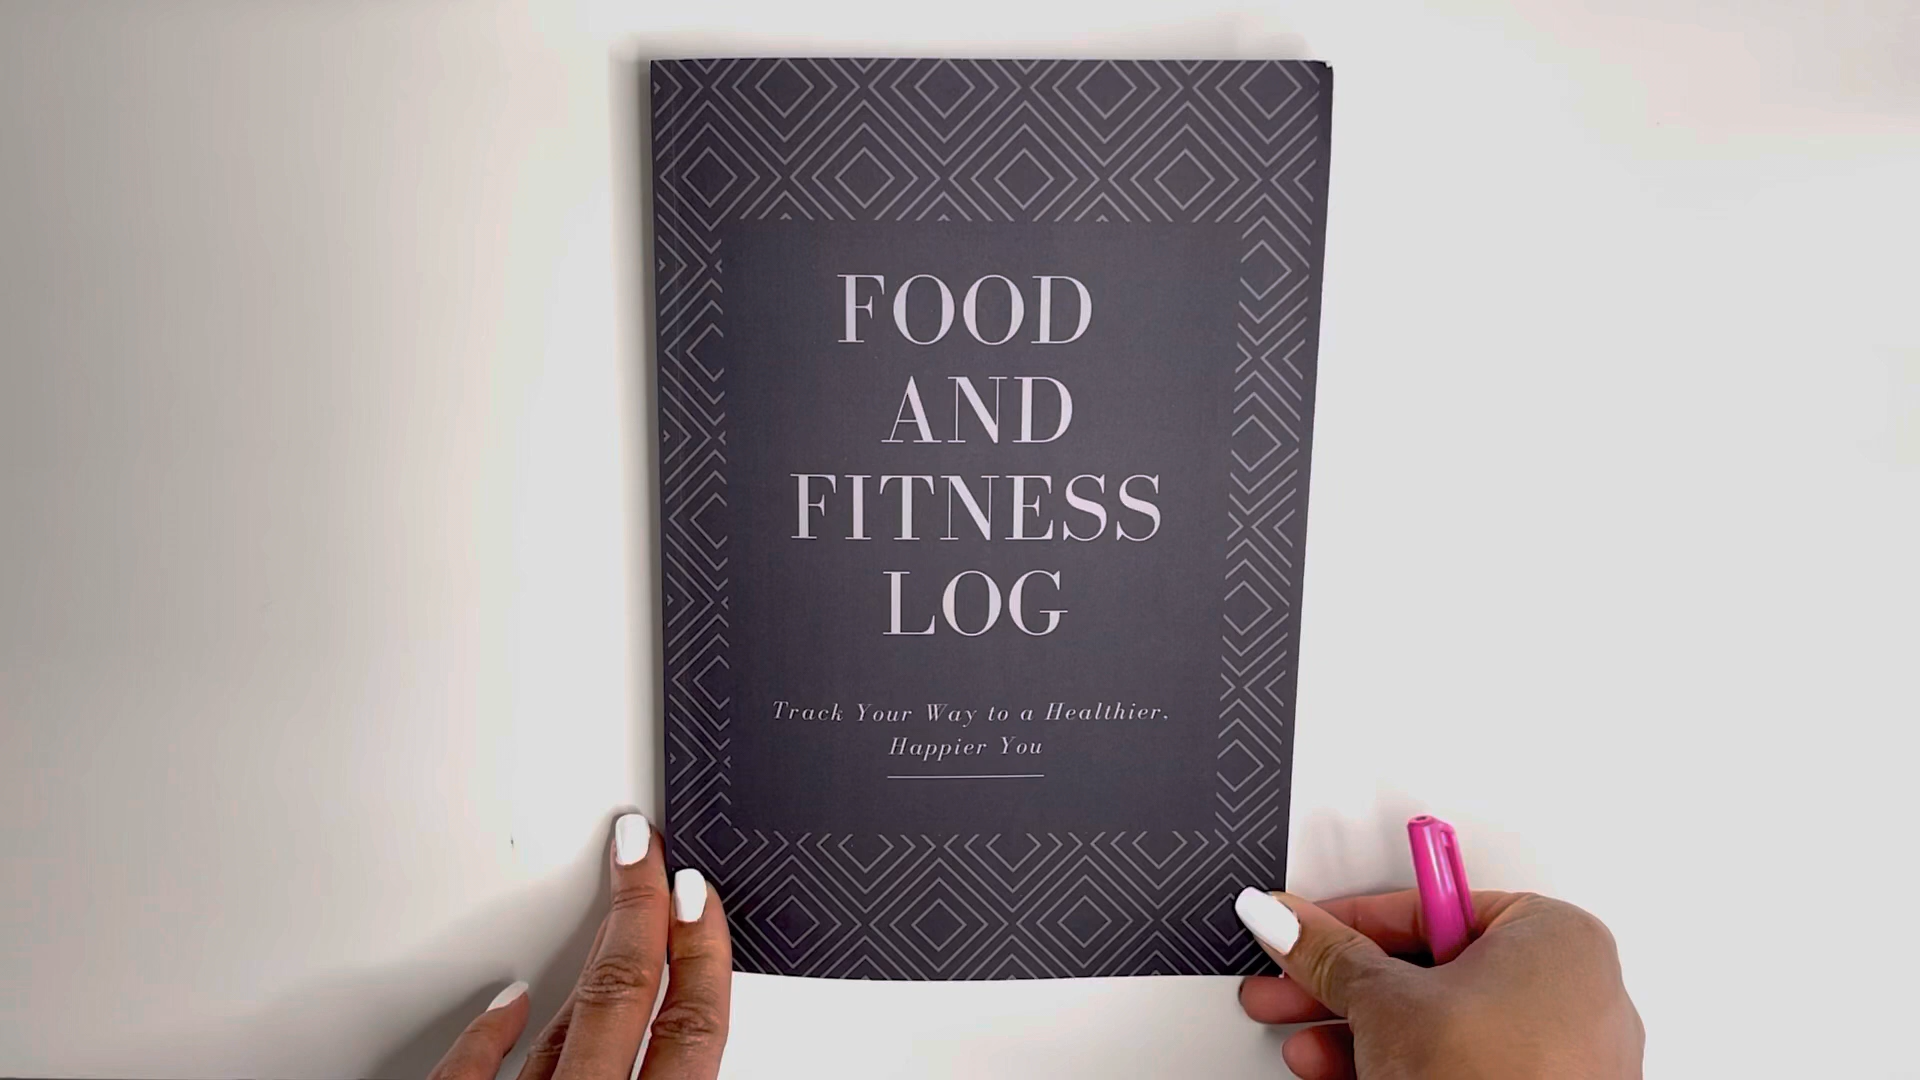 FOOD
AND
FITNESS
LOG
Track Your Way to a Healthier,
Happier You